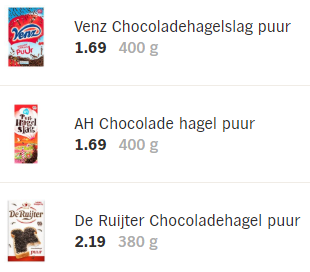 Venz
Puur
Venz Chocoladehagelslag puur
1.69 400 g
Hagel
AH Chocolade hagel puur
1.69 400 g
De Ruijter
puur
De Ruijter Chocoladehagel puur
2.19 380 g